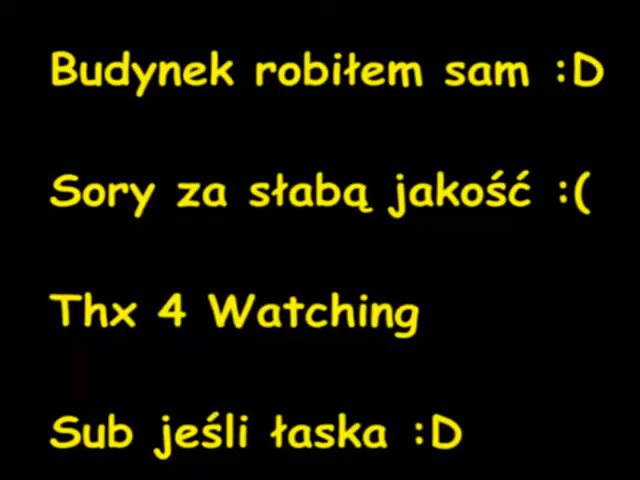 Budynek robiłem sam :D
Sory za słabą jakość :(
Thx 4 Watching
Sub jeśli łaska :D